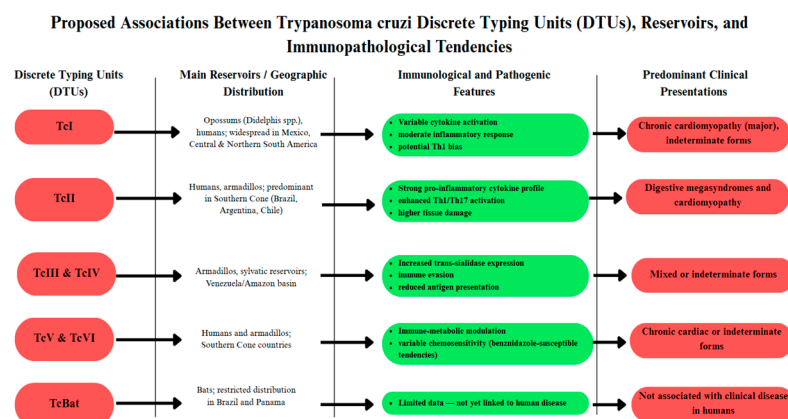 Proposed Associations Between Trypanosoma cruzi Discrete Typing Units (DTUs), Reservoirs, and
Immunopathological Tendencies
Discrete Typing Units
(DTUs)
Main Reservoirs / Geographic
Distribution
Immunological and Pathogenic
Features
Predominant Clinical
Presentations
TcI
Opossums (Didelphis spp.),
humans; widespread in Mexico,
Central & Northern South America
• Variable cytokine activation
• moderate inflammatory response
• potential Th1 bias
Chronic cardiomyopathy (major),
indeterminate forms
TcII
Humans, armadillos; predominant
in Southern Cone (Brazil,
Argentina, Chile)
• Strong pro-inflammatory cytokine profile
• enhanced Th1/Th17 activation
• higher tissue damage
Digestive megasyndromes and
cardiomyopathy
TcIII & TcIV
Armadillos, sylvatic reservoirs;
Venezuela/Amazon basin
• Increased trans-sialidase expression
• immune evasion
• reduced antigen presentation
Mixed or indeterminate forms
TcV & TcVI
Humans and armadillos;
Southern Cone countries
• Immune-metabolic modulation
• variable chemosensitivity (benznidazole-susceptible
tendencies)
Chronic cardiac or indeterminate
forms
TcBat
Bats; restricted distribution
in Brazil and Panama
• Limited data — not yet linked to human disease
Not associated with clinical disease
in humans